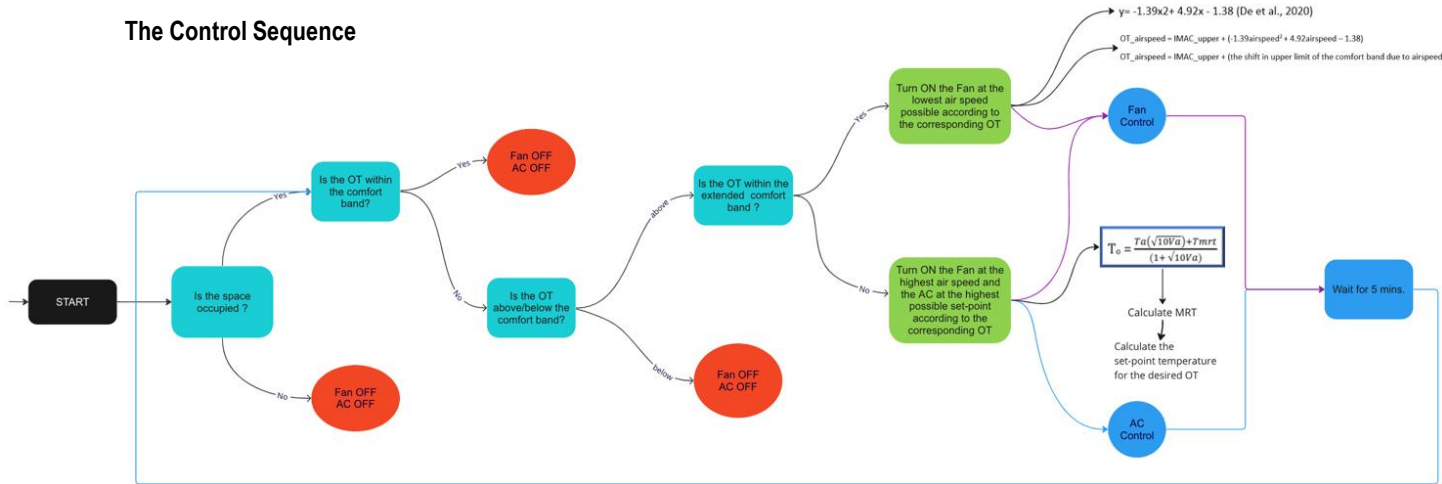 The Control Sequence
START
Is the space
occupied ?
Yes
No
Fan OFF
AC OFF
Is the OT within
the comfort
band?
Yes
No
Fan OFF
AC OFF
Is the OT
above/below the
comfort band?
above
below
Fan OFF
AC OFF
Is the OT within the
extended comfort
band ?
Yes
No
Turn ON the Fan at the
lowest air speed
possible according to
the corresponding OT
Turn ON the Fan at the
highest air speed and
the AC at the highest
possible set-point
according to the
corresponding OT
y= -1.39x2+ 4.92x - 1.38 (De et al., 2020)
OT_airspeed = IMAC_upper + (-1.39airspeed² + 4.92airspeed – 1.38)
OT_airspeed = IMAC_upper + (the shift in upper limit of the comfort band due to airspeed
Fan
Control
Tₒ = Ta(√10Va)+Tmrt / (1+ √10Va)
Calculate MRT
Calculate the
set-point temperature
for the desired OT
AC
Control
Wait for 5 mins.